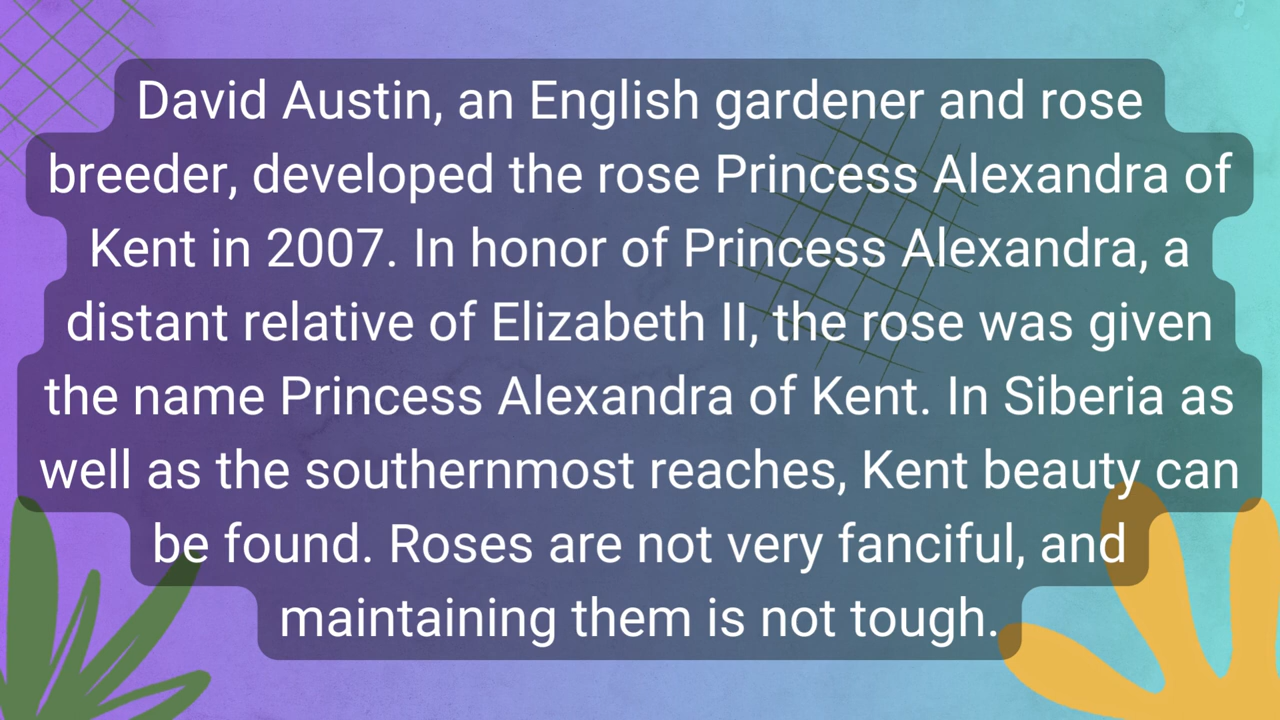 David Austin, an English gardener and rose
breeder, developed the rose Princess Alexandra of
Kent in 2007. In honor of Princess Alexandra, a
distant relative of Elizabeth II, the rose was given
the name Princess Alexandra of Kent. In Siberia as
well as the southernmost reaches, Kent beauty can
be found. Roses are not very fanciful, and
maintaining them is not tough.